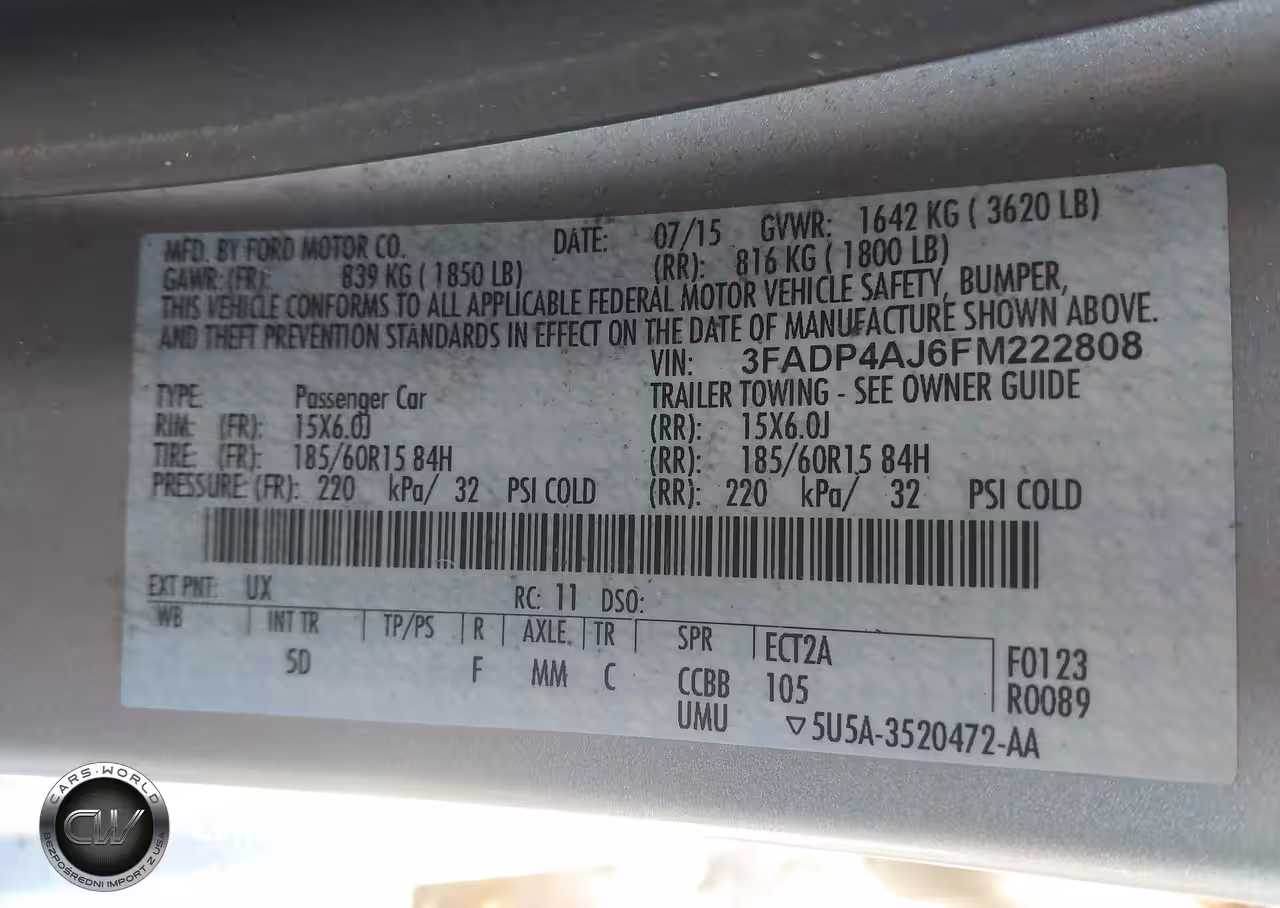 MFD. BY FORD MOTOR CO. DATE: 07/15 GVWR: 1642 KG ( 3620 LB)
GAWR: (FR): 839 KG ( 1850 LB) (RR): 816 KG ( 1800 LB)
THIS VEHICLE CONFORMS TO ALL APPLICABLE FEDERAL MOTOR VEHICLE SAFETY, BUMPER,
AND THEFT PREVENTION STANDARDS IN EFFECT ON THE DATE OF MANUFACTURE SHOWN ABOVE.
VIN: 3FADP4AJ6FM222808
TYPE: Passenger Car TRAILER TOWING - SEE OWNER GUIDE
RIM: (FR): 15X6.0J (RR): 15X6.0J
TIRE: (FR): 185/60R15 84H (RR): 185/60R15 84H
PRESSURE: (FR): 220 kPa/ 32 PSI COLD (RR): 220 kPa/ 32 PSI COLD
EXT PNT: UX RC: 11 DSO:
WB INT TR TP/PS R AXLE TR SPR ECT2A F0123
5D F MM C CCBB 105 R0089
UMU ▽5U5A-3520472-AA
CARS-WORLD
CW
BEZPOŚREDNI IMPORT Z USA